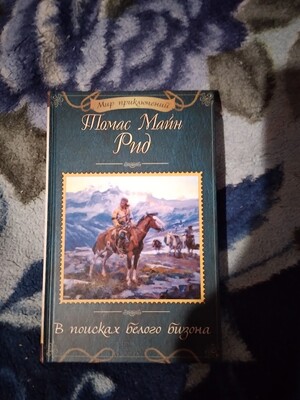 Мир приключений
Томас Майн
Рид
В поисках белого бизона